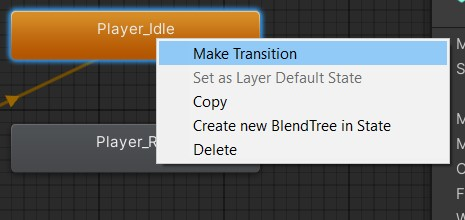 Player_Idle
Make Transition
Set as Layer Default State
Copy
Create new BlendTree in State
Delete